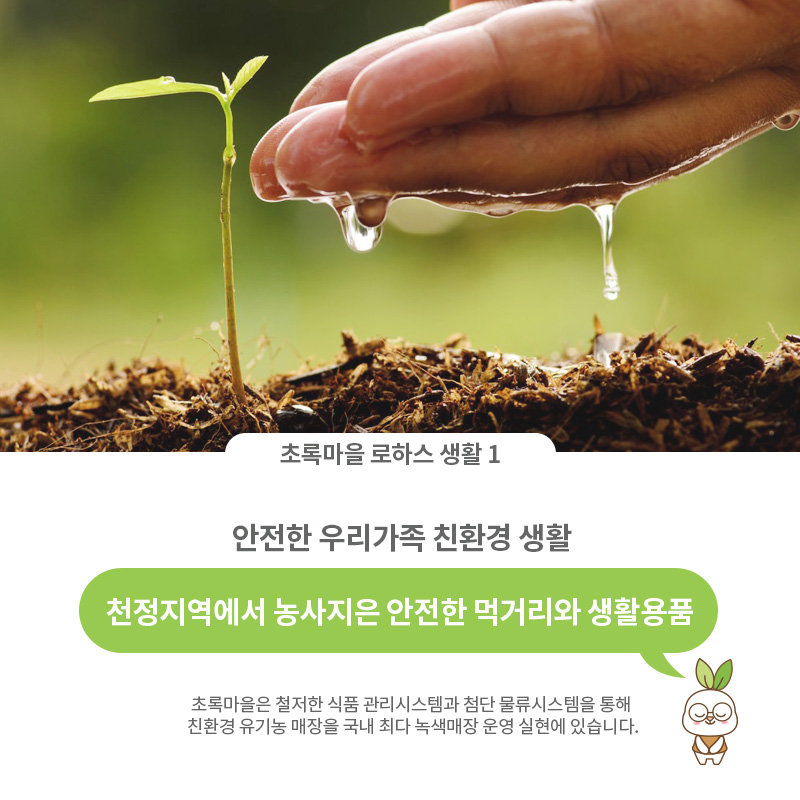 초록마을 로하스 생활 1
안전한 우리가족 친환경 생활
천정지역에서 농사지은 안전한 먹거리와 생활용품
초록마을은 철저한 식품 관리시스템과 첨단 물류시스템을 통해
친환경 유기농 매장을 국내 최다 녹색매장 운영 실현에 있습니다.